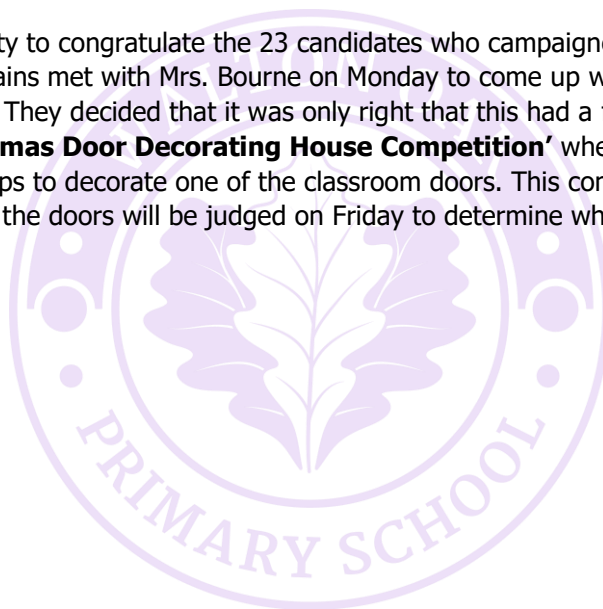 ty to congratulate the 23 candidates who campaigne
ains met with Mrs. Bourne on Monday to come up w
They decided that it was only right that this had a
mas Door Decorating House Competition’ whe
ps to decorate one of the classroom doors. This con
the doors will be judged on Friday to determine wh
WALTON OAK
PRIMARY SCHOOL